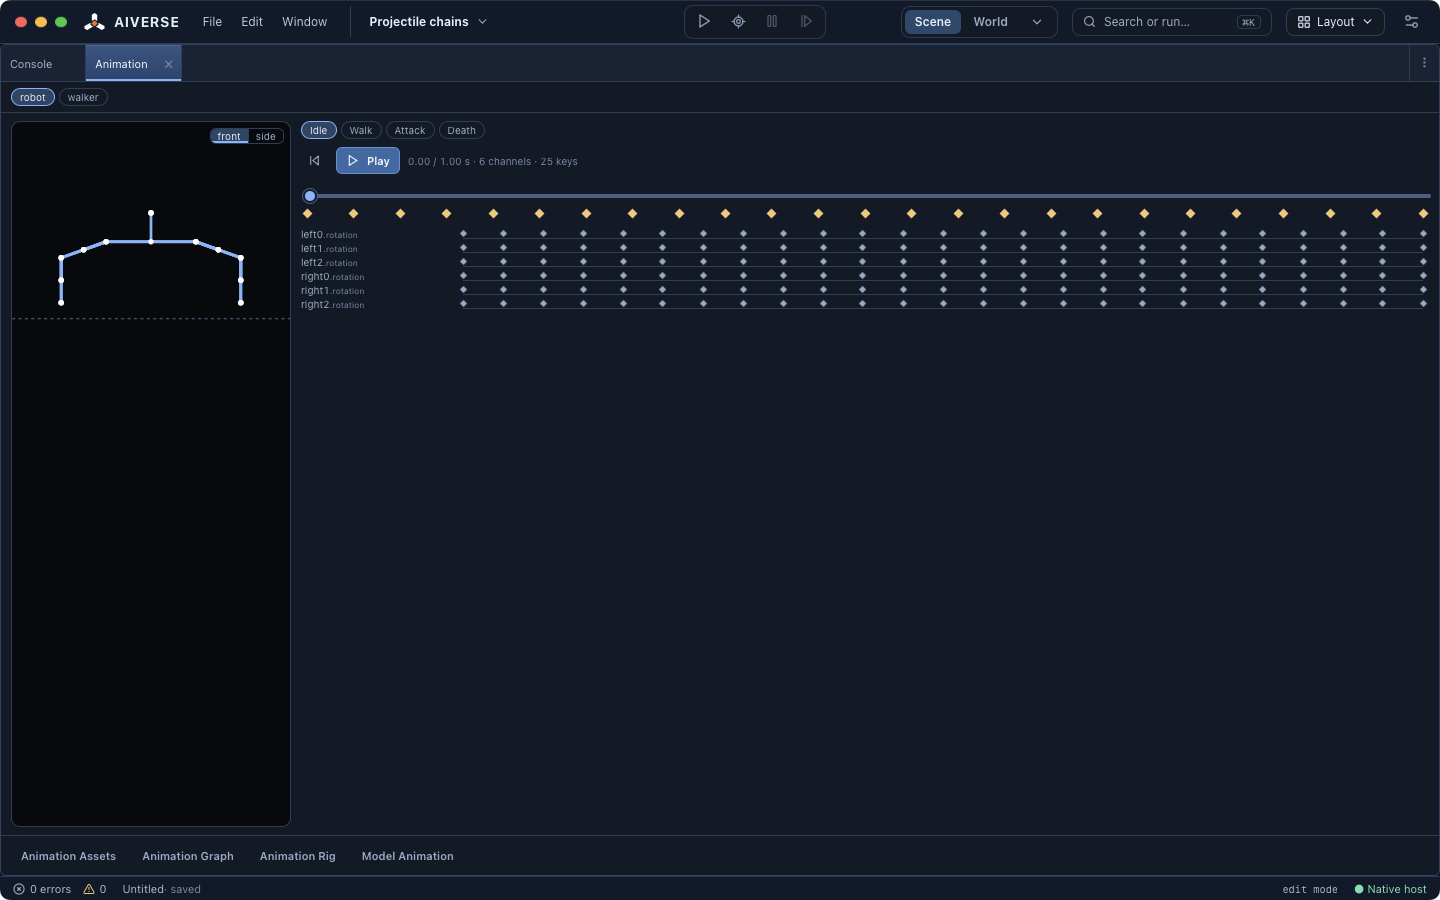 AIVERSE File Edit Window Projectile chains Scene World Search or run... ⌘K Layout
Console Animation
robot walker
front side
Idle Walk Attack Death
Play 0.00 / 1.00 s · 6 channels · 25 keys
left0.rotation
left1.rotation
left2.rotation
right0.rotation
right1.rotation
right2.rotation
Animation Assets Animation Graph Animation Rig Model Animation
0 errors 0 Untitled · saved edit mode Native host